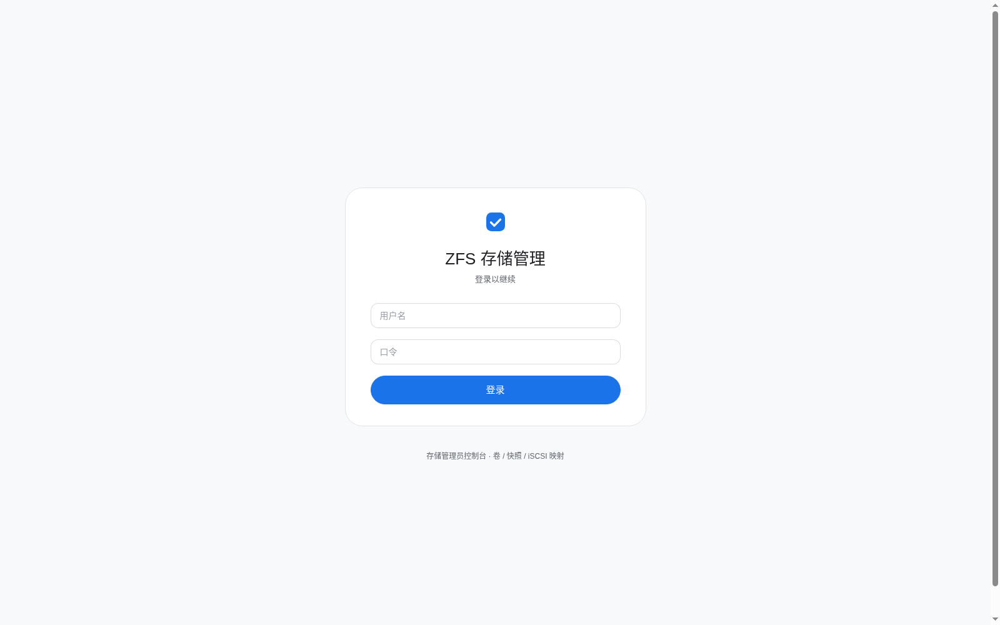 ZFS 存储管理
登录以继续
用户名
口令
登录
存储管理员控制台 · 卷 / 快照 / iSCSI 映射